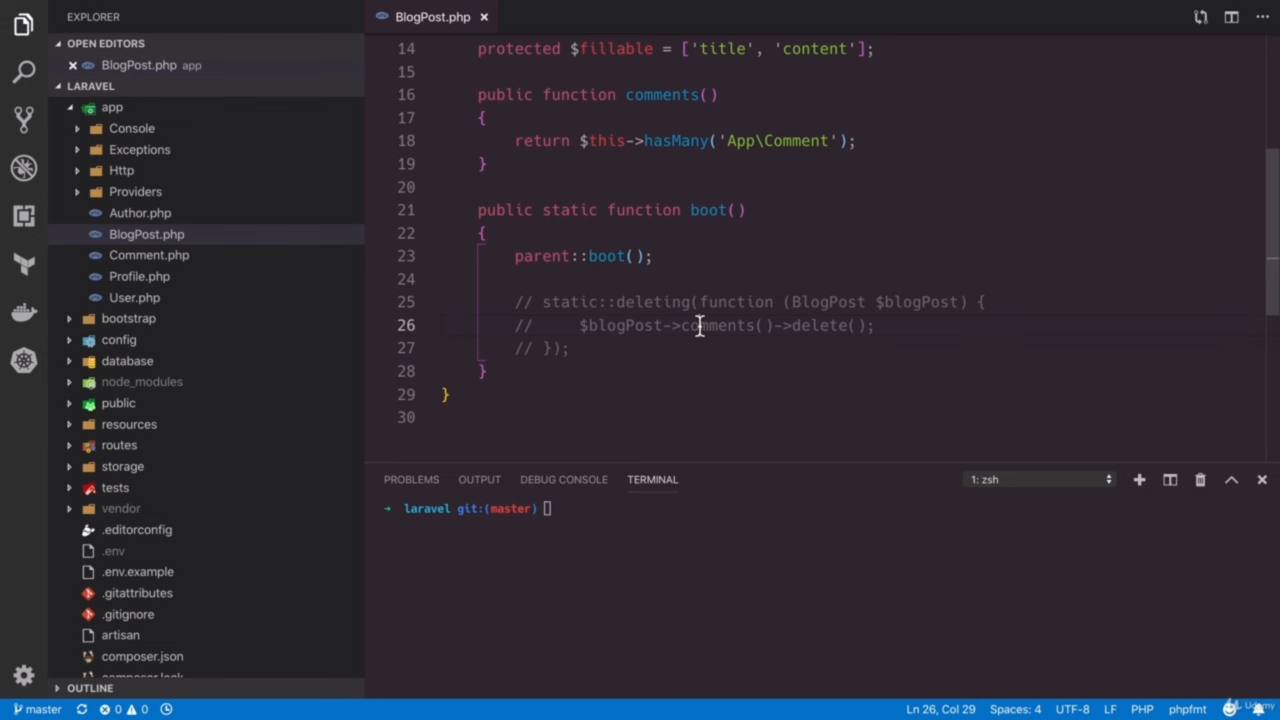 EXPLORER
OPEN EDITORS
BlogPost.php app
LARAVEL
app
Console
Exceptions
Http
Providers
Author.php
BlogPost.php
Comment.php
Profile.php
User.php
bootstrap
config
database
node_modules
public
resources
routes
storage
tests
vendor
.editorconfig
.env
.env.example
.gitattributes
.gitignore
artisan
composer.json
composer.lock
OUTLINE
BlogPost.php
14 protected $fillable = ['title', 'content'];
15
16 public function comments()
17 {
18 return $this->hasMany('App\Comment');
19 }
20
21 public static function boot()
22 {
23 parent::boot();
24
25 // static::deleting(function (BlogPost $blogPost) {
26 // $blogPost->comments()->delete();
27 // });
28 }
29 }
30
PROBLEMS OUTPUT DEBUG CONSOLE TERMINAL 1: zsh
laravel git:(master)
master 0 0 Ln 26, Col 29 Spaces: 4 UTF-8 LF PHP phpfmt
Udemy